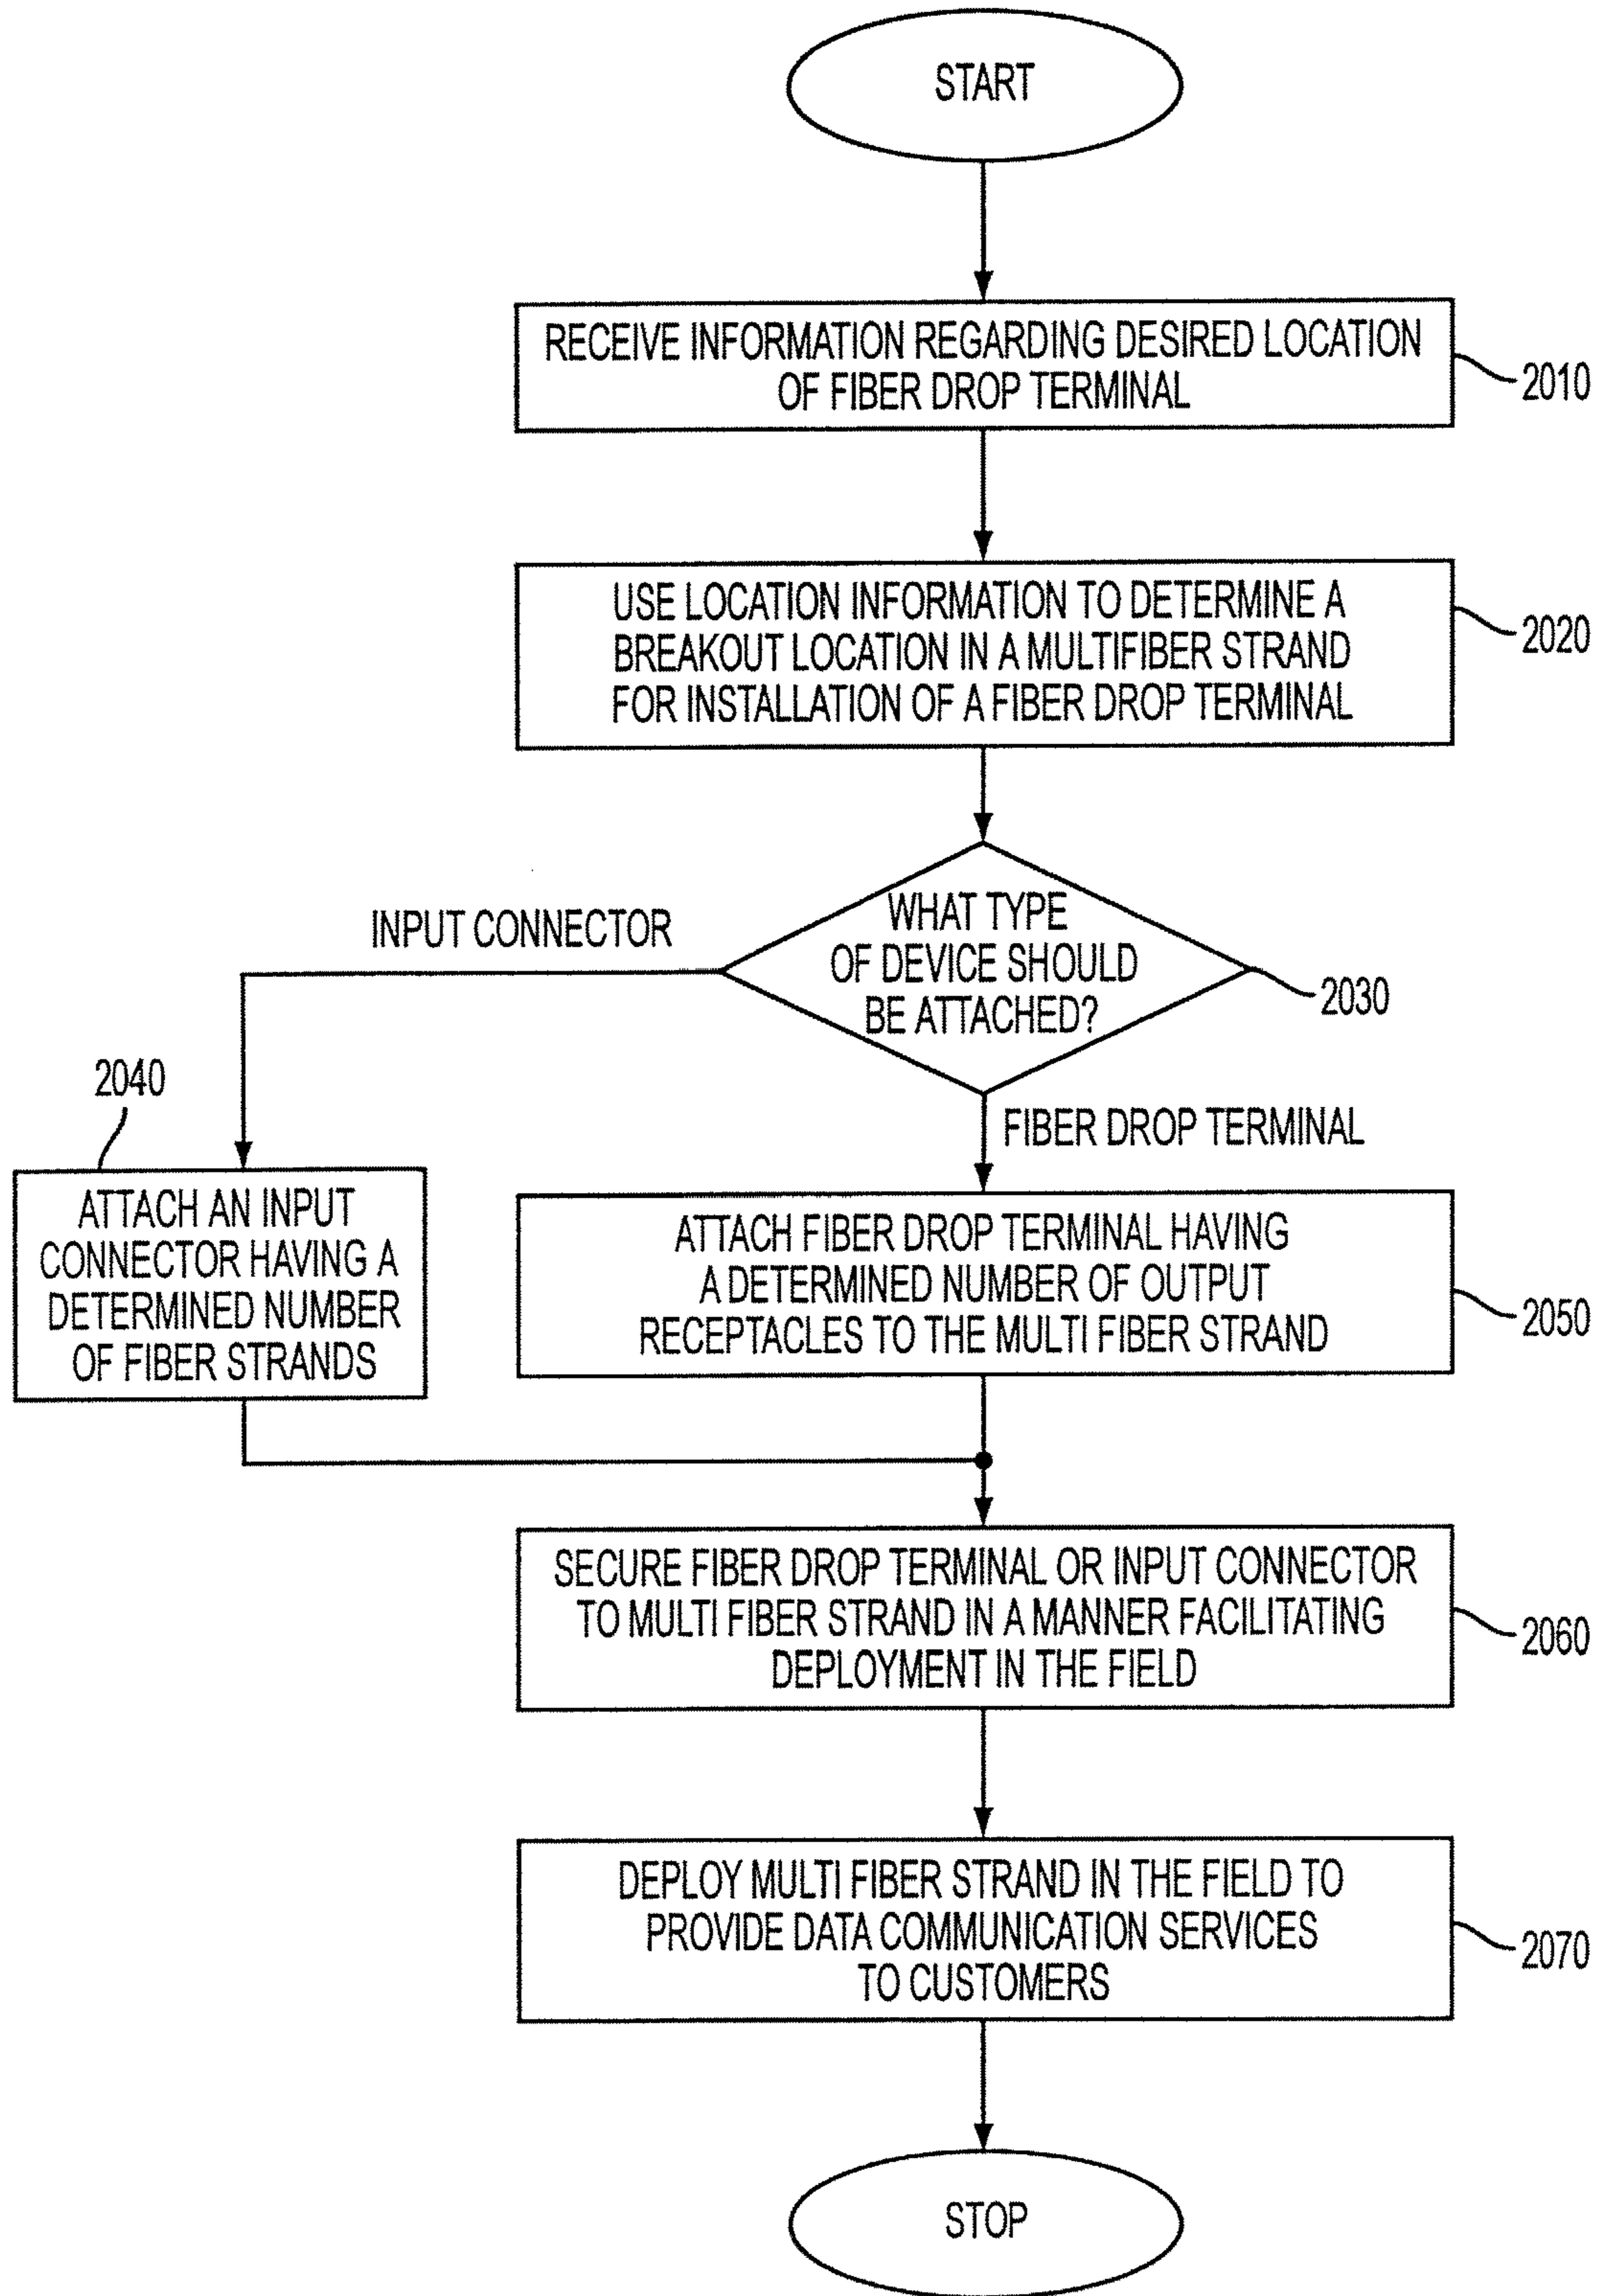 START
RECEIVE INFORMATION REGARDING DESIRED LOCATION
OF FIBER DROP TERMINAL
2010
USE LOCATION INFORMATION TO DETERMINE A
BREAKOUT LOCATION IN A MULTIFIBER STRAND
FOR INSTALLATION OF A FIBER DROP TERMINAL
2020
WHAT TYPE
OF DEVICE SHOULD
BE ATTACHED?
2030
INPUT CONNECTOR
FIBER DROP TERMINAL
2040
ATTACH AN INPUT
CONNECTOR HAVING A
DETERMINED NUMBER
OF FIBER STRANDS
ATTACH FIBER DROP TERMINAL HAVING
A DETERMINED NUMBER OF OUTPUT
RECEPTACLES TO THE MULTI FIBER STRAND
2050
SECURE FIBER DROP TERMINAL OR INPUT CONNECTOR
TO MULTI FIBER STRAND IN A MANNER FACILITATING
DEPLOYMENT IN THE FIELD
2060
DEPLOY MULTI FIBER STRAND IN THE FIELD TO
PROVIDE DATA COMMUNICATION SERVICES
TO CUSTOMERS
2070
STOP